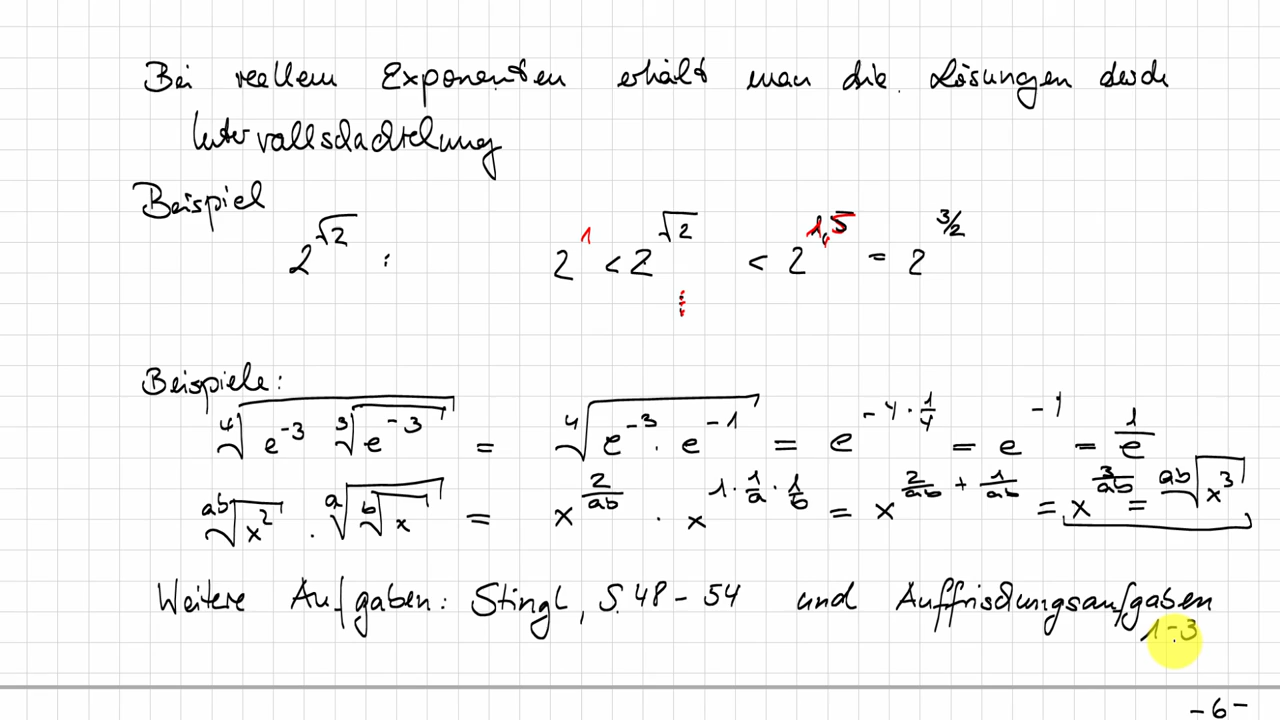 Bei reellem Exponenten erhält man die Lösungen durch
Intervallschachtelung
Beispiel
2^√2 : 2^1 < 2^√2 < 2^1,5 = 2^3/2
⋮
Beispiele:
⁴√(e^-3 ³√(e^-3)) = ⁴√(e^-3 · e^-1) = e^(-4 · 1/4) = e^-1 = 1/e
ᵃᵇ√(x^2) · ᵃ√(ᵇ√x) = x^(2/ab) · x^(1 · 1/a · 1/b) = x^(2/ab + 1/ab) = x^(3/ab) = ᵃᵇ√(x^3)
Weitere Aufgaben: Stingl, S. 48 - 54 und Auffrischungsaufgaben
1-3
- 6 -